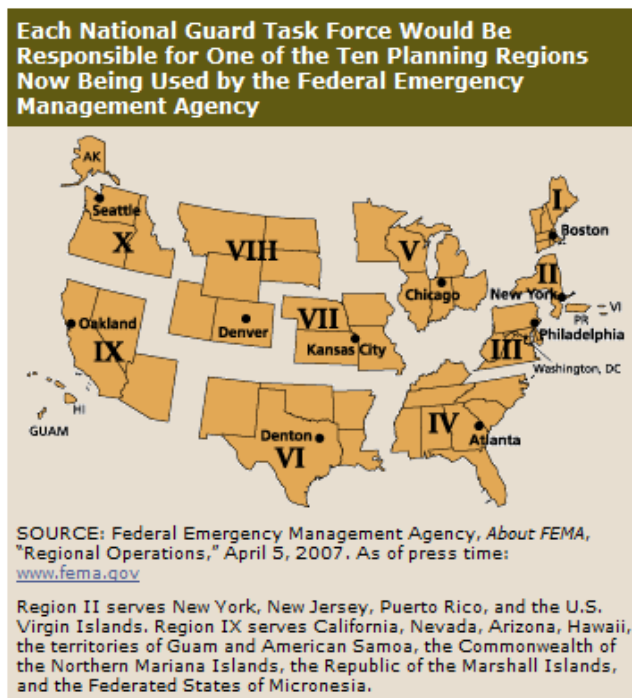 Each National Guard Task Force Would Be
Responsible for One of the Ten Planning Regions
Now Being Used by the Federal Emergency
Management Agency
AK
Seattle
X
VIII
V
I
Boston
II
New York
Chicago
PR
VI
Oakland
Denver
VII
Philadelphia
IX
Kansas City
III
Washington, DC
HI
GUAM
IV
Denton
Atlanta
VI
SOURCE: Federal Emergency Management Agency, About FEMA,
“Regional Operations,” April 5, 2007. As of press time:
www.fema.gov
Region II serves New York, New Jersey, Puerto Rico, and the U.S.
Virgin Islands. Region IX serves California, Nevada, Arizona, Hawaii,
the territories of Guam and American Samoa, the Commonwealth of
the Northern Mariana Islands, the Republic of the Marshall Islands,
and the Federated States of Micronesia.